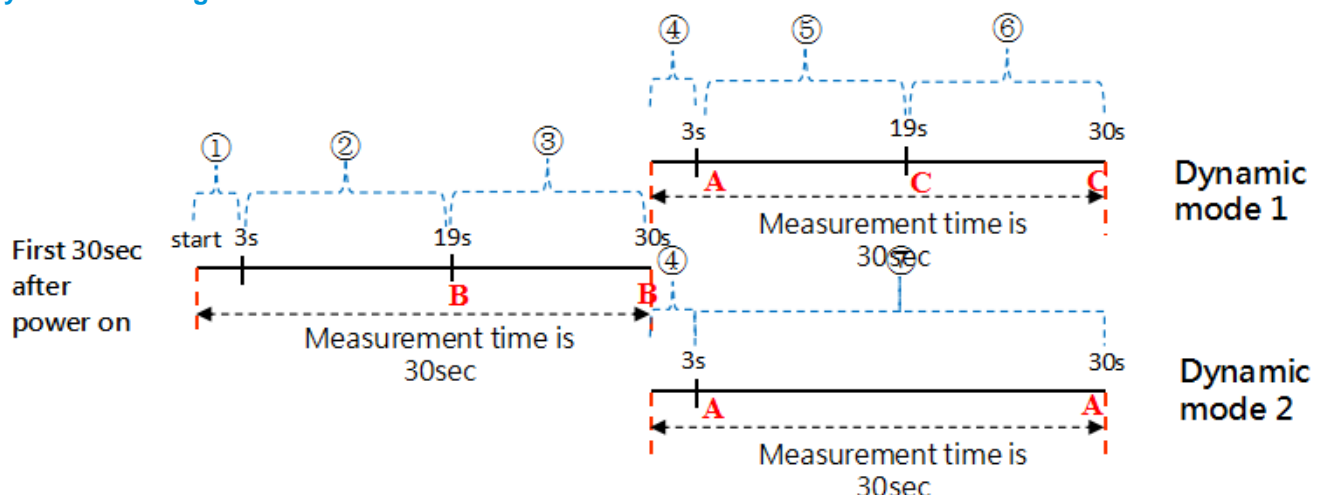 ④ ⑤ ⑥
3s 19s 30s
① ② ③
A C C
Dynamic
mode 1
Measurement time is
30sec
start 3s 19s 30s
First 30sec
after
power on
B B
Measurement time is
30sec
④ ⑦
3s 30s
A A
Dynamic
mode 2
Measurement time is
30sec